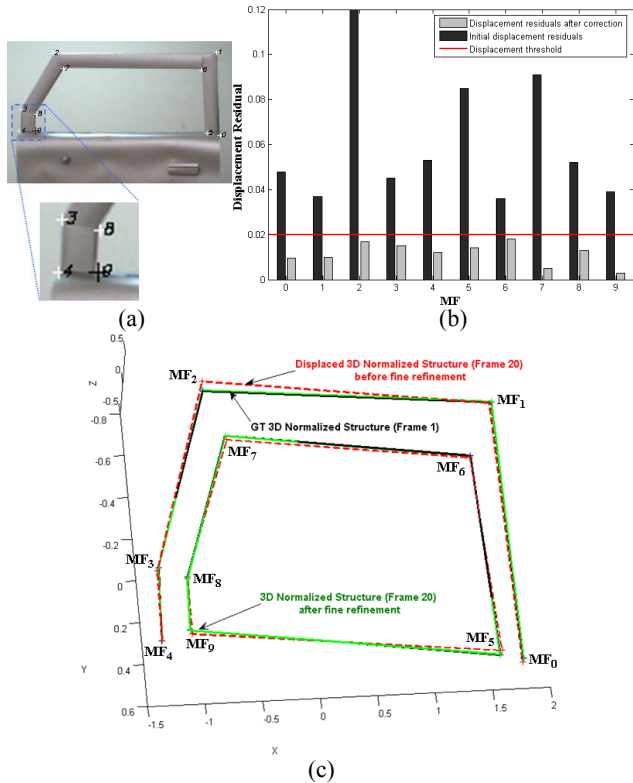 2
1
7
6
3
8
4
9
5
0
3
8
4
9
(a)
Displacement residuals after correction
Initial displacement residuals
Displacement threshold
Displacement Residual
0.12
0.1
0.08
0.06
0.04
0.02
0
0 1 2 3 4 5 6 7 8 9
MF
(b)
0.5
0
-0.5
Z
-0.8
-0.6
-0.4
-0.2
0
0.2
0.4
0.6
Y
MF2
Displaced 3D Normalized Structure (Frame 20)
before fine refinement
MF1
GT 3D Normalized Structure (Frame 1)
MF7
MF6
MF3
MF8
3D Normalized Structure (Frame 20)
after fine refinement
MF5
MF9
MF4
MF0
-1.5 -1 -0.5 0 0.5 1 1.5 2
X
(c)